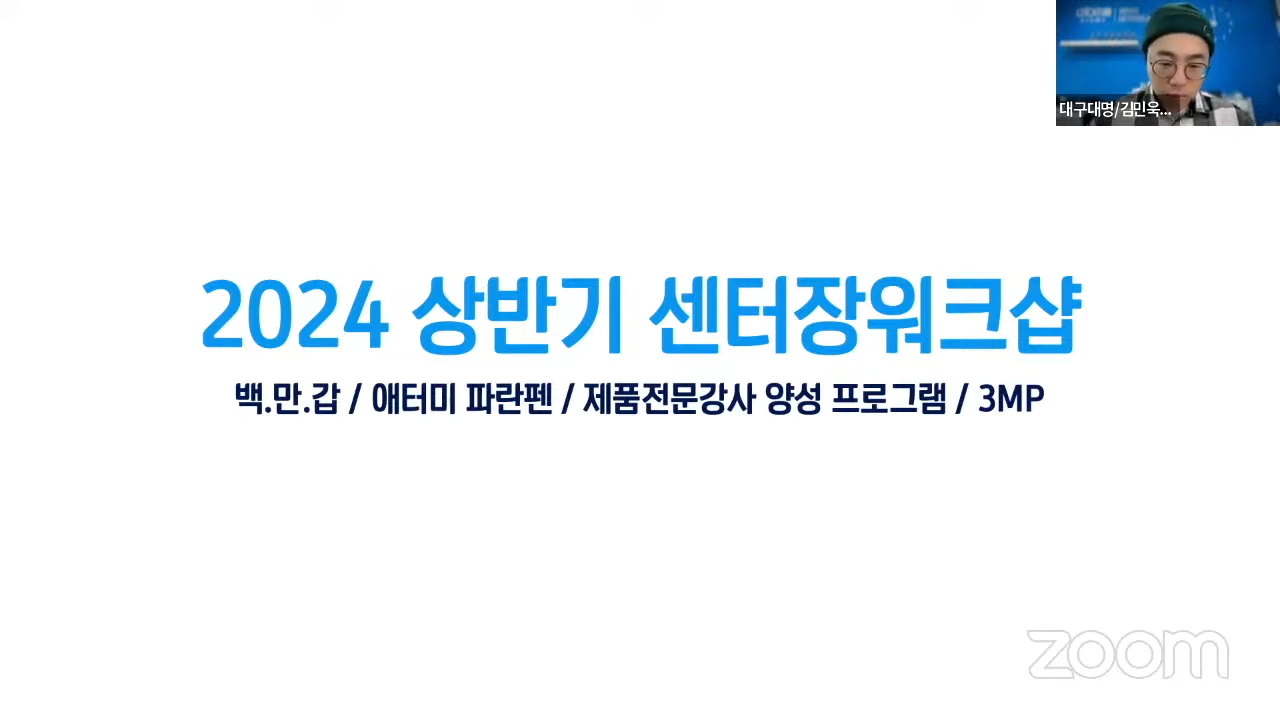 대구대명/김민욱...
2024 상반기 센터장워크샵
백.만.갑 / 애터미 파란펜 / 제품전문강사 양성 프로그램 / 3MP
zoom